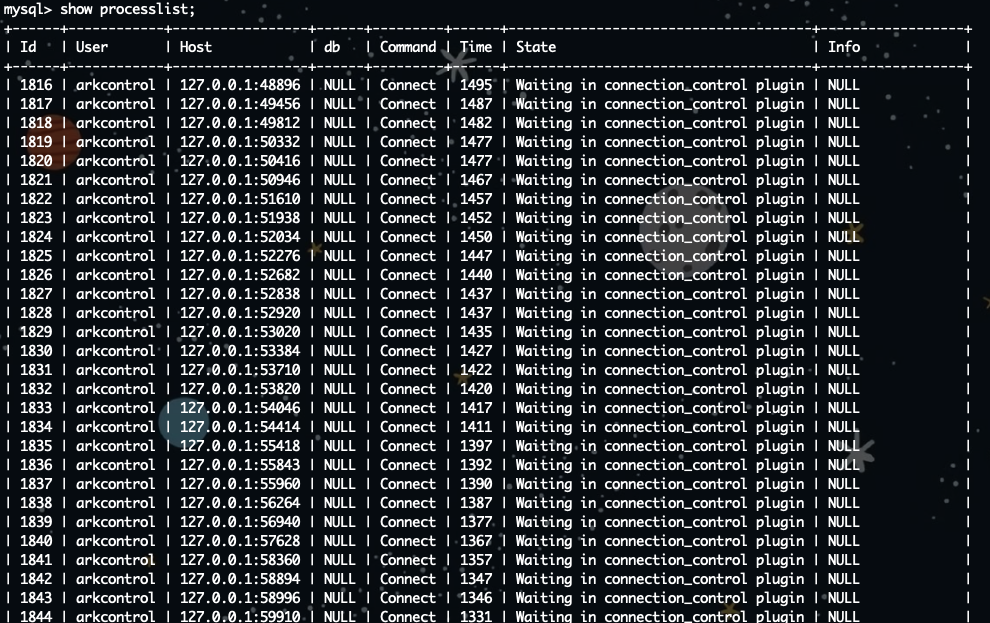 mysql> show processlist;
+------+------------+-----------------+------+---------+------+--------------------------------------+-----------------+
| Id | User | Host | db | Command | Time | State | Info |
+------+------------+-----------------+------+---------+------+--------------------------------------+-----------------+
| 1816 | arkcontrol | 127.0.0.1:48896 | NULL | Connect | 1495 | Waiting in connection_control plugin | NULL |
| 1817 | arkcontrol | 127.0.0.1:49456 | NULL | Connect | 1487 | Waiting in connection_control plugin | NULL |
| 1818 | arkcontrol | 127.0.0.1:49812 | NULL | Connect | 1482 | Waiting in connection_control plugin | NULL |
| 1819 | arkcontrol | 127.0.0.1:50332 | NULL | Connect | 1477 | Waiting in connection_control plugin | NULL |
| 1820 | arkcontrol | 127.0.0.1:50416 | NULL | Connect | 1477 | Waiting in connection_control plugin | NULL |
| 1821 | arkcontrol | 127.0.0.1:50946 | NULL | Connect | 1467 | Waiting in connection_control plugin | NULL |
| 1822 | arkcontrol | 127.0.0.1:51610 | NULL | Connect | 1457 | Waiting in connection_control plugin | NULL |
| 1823 | arkcontrol | 127.0.0.1:51938 | NULL | Connect | 1452 | Waiting in connection_control plugin | NULL |
| 1824 | arkcontrol | 127.0.0.1:52034 | NULL | Connect | 1450 | Waiting in connection_control plugin | NULL |
| 1825 | arkcontrol | 127.0.0.1:52276 | NULL | Connect | 1447 | Waiting in connection_control plugin | NULL |
| 1826 | arkcontrol | 127.0.0.1:52682 | NULL | Connect | 1440 | Waiting in connection_control plugin | NULL |
| 1827 | arkcontrol | 127.0.0.1:52838 | NULL | Connect | 1437 | Waiting in connection_control plugin | NULL |
| 1828 | arkcontrol | 127.0.0.1:52920 | NULL | Connect | 1437 | Waiting in connection_control plugin | NULL |
| 1829 | arkcontrol | 127.0.0.1:53020 | NULL | Connect | 1435 | Waiting in connection_control plugin | NULL |
| 1830 | arkcontrol | 127.0.0.1:53384 | NULL | Connect | 1427 | Waiting in connection_control plugin | NULL |
| 1831 | arkcontrol | 127.0.0.1:53710 | NULL | Connect | 1422 | Waiting in connection_control plugin | NULL |
| 1832 | arkcontrol | 127.0.0.1:53820 | NULL | Connect | 1420 | Waiting in connection_control plugin | NULL |
| 1833 | arkcontrol | 127.0.0.1:54046 | NULL | Connect | 1417 | Waiting in connection_control plugin | NULL |
| 1834 | arkcontrol | 127.0.0.1:54414 | NULL | Connect | 1411 | Waiting in connection_control plugin | NULL |
| 1835 | arkcontrol | 127.0.0.1:55418 | NULL | Connect | 1397 | Waiting in connection_control plugin | NULL |
| 1836 | arkcontrol | 127.0.0.1:55843 | NULL | Connect | 1392 | Waiting in connection_control plugin | NULL |
| 1837 | arkcontrol | 127.0.0.1:55960 | NULL | Connect | 1390 | Waiting in connection_control plugin | NULL |
| 1838 | arkcontrol | 127.0.0.1:56264 | NULL | Connect | 1387 | Waiting in connection_control plugin | NULL |
| 1839 | arkcontrol | 127.0.0.1:56940 | NULL | Connect | 1377 | Waiting in connection_control plugin | NULL |
| 1840 | arkcontrol | 127.0.0.1:57628 | NULL | Connect | 1367 | Waiting in connection_control plugin | NULL |
| 1841 | arkcontrol | 127.0.0.1:58360 | NULL | Connect | 1357 | Waiting in connection_control plugin | NULL |
| 1842 | arkcontrol | 127.0.0.1:58894 | NULL | Connect | 1347 | Waiting in connection_control plugin | NULL |
| 1843 | arkcontrol | 127.0.0.1:58996 | NULL | Connect | 1346 | Waiting in connection_control plugin | NULL |
| 1844 | arkcontrol | 127.0.0.1:59910 | NULL | Connect | 1331 | Waiting in connection_control plugin | NULL |